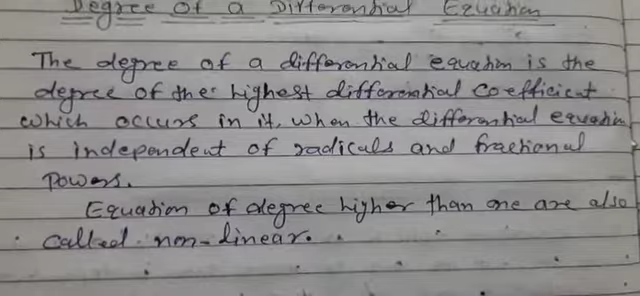 Degree of a Differential Equation
The degree of a differential equation is the
degree of the highest differential coefficient
which occurs in it, when the differential equation
is independent of radicals and fractional
powers.
Equation of degree higher than one are also
called non-linear.